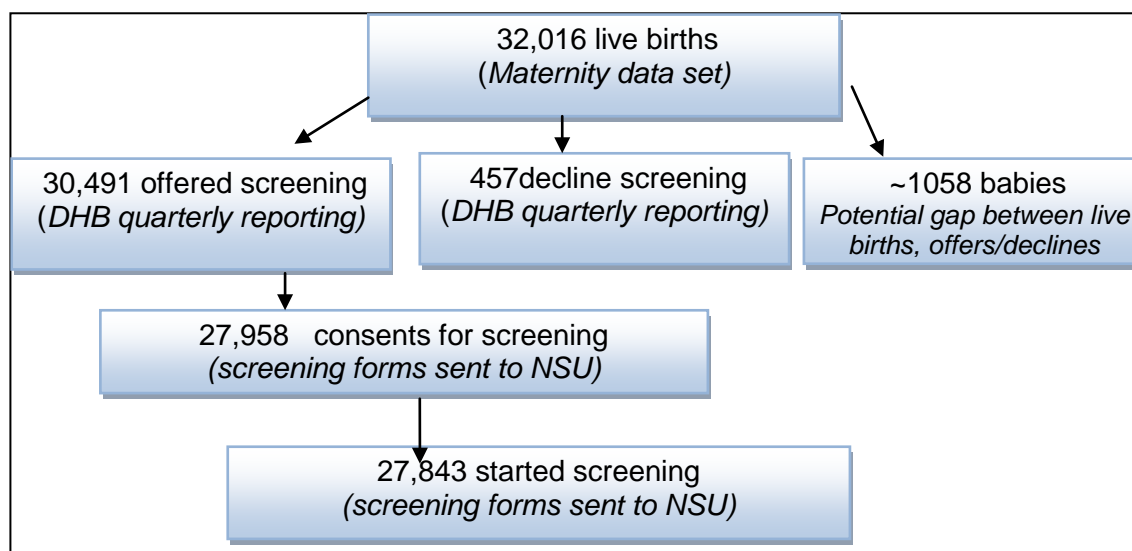 32,016 live births
(Maternity data set)
30,491 offered screening
(DHB quarterly reporting)
457decline screening
(DHB quarterly reporting)
~1058 babies
Potential gap between live
births, offers/declines
27,958 consents for screening
(screening forms sent to NSU)
27,843 started screening
(screening forms sent to NSU)